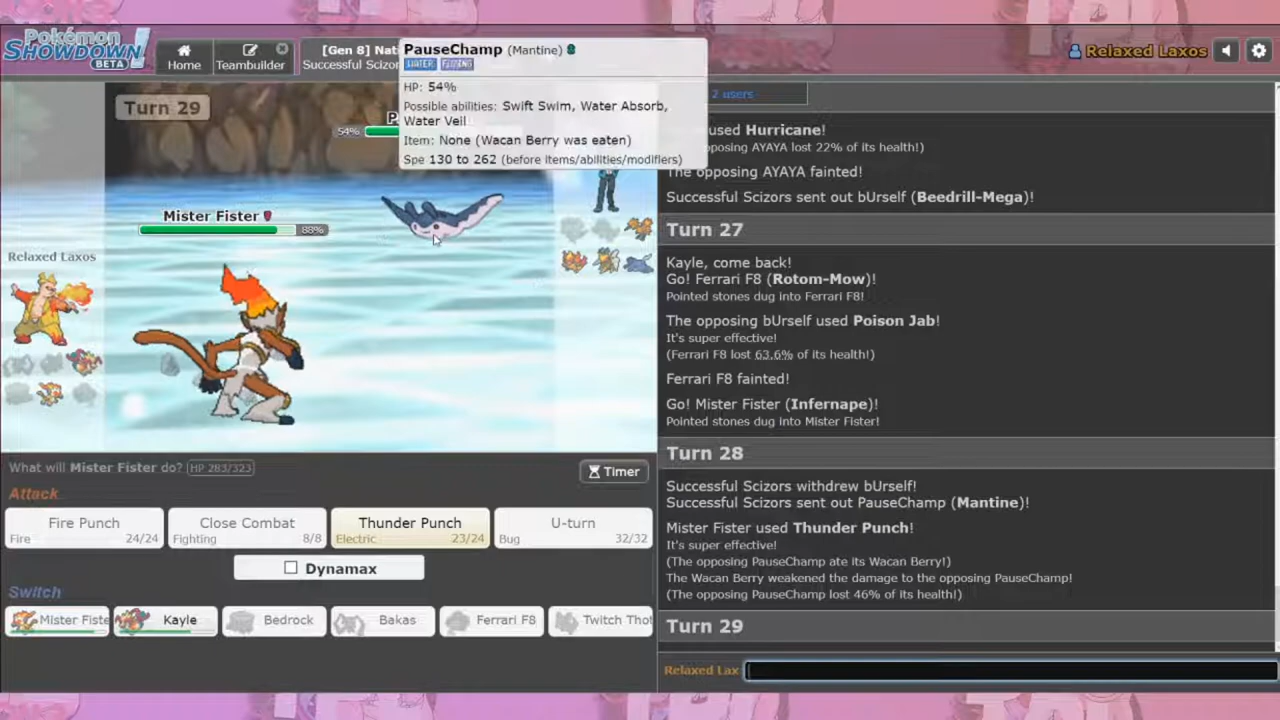 Pokémon
SHOWDOWN!
BETA
Home
Teambuilder
[Gen 8] Nat
Successful Scizor
PauseChamp (Mantine)
WATER FLYING
HP: 54%
Possible abilities: Swift Swim, Water Absorb,
Water Veil
Item: None (Wacan Berry was eaten)
Spe 130 to 262 (before items/abilities/modifiers)
Relaxed Laxos
Turn 29
54%
Mister Fister
88%
Relaxed Laxos
2 users
used Hurricane!
opposing AYAYA lost 22% of its health!)
The opposing AYAYA fainted!
Successful Scizors sent out bUrself (Beedrill-Mega)!
Turn 27
Kayle, come back!
Go! Ferrari F8 (Rotom-Mow)!
Pointed stones dug into Ferrari F8!
The opposing bUrself used Poison Jab!
It's super effective!
(Ferrari F8 lost 63.6% of its health!)
Ferrari F8 fainted!
Go! Mister Fister (Infernape)!
Pointed stones dug into Mister Fister!
Turn 28
Successful Scizors withdrew bUrself!
Successful Scizors sent out PauseChamp (Mantine)!
Mister Fister used Thunder Punch!
It's super effective!
(The opposing PauseChamp ate its Wacan Berry!)
The Wacan Berry weakened the damage to the opposing PauseChamp!
(The opposing PauseChamp lost 46% of its health!)
Turn 29
Relaxed Lax
What will Mister Fister do? HP 283/323
Timer
Attack
Fire Punch
Fire 24/24
Close Combat
Fighting 8/8
Thunder Punch
Electric 23/24
U-turn
Bug 32/32
Dynamax
Switch
Mister Fiste
Kayle
Bedrock
Bakas
Ferrari F8
Twitch Thot